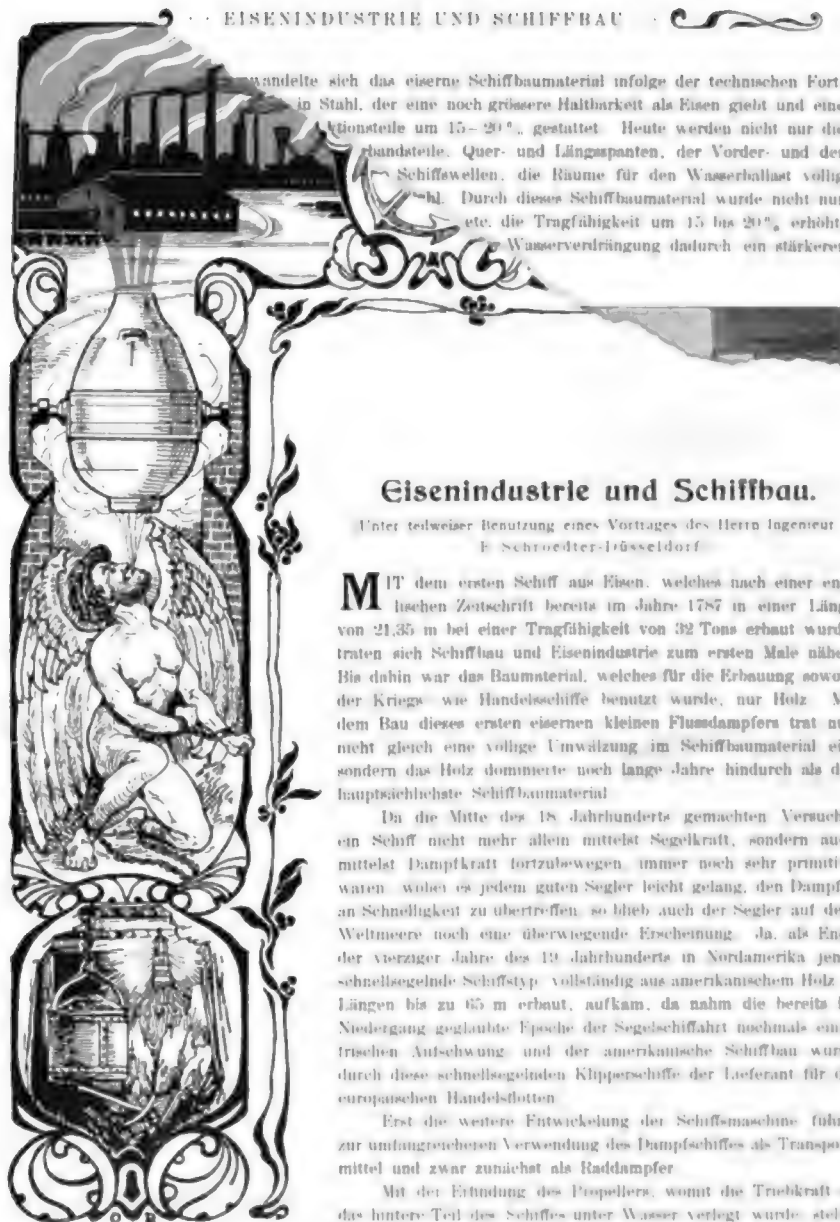 EISENINDUSTRIE UND SCHIFFBAU
wandelte sich das eiserne Schiffbaumaterial infolge der technischen Fort
in Stahl, der eine noch grössere Haltbarkeit als Eisen giebt und eine
ktionsteile um 15–20%, gestattet. Heute werden nicht nur die
rbandsteile, Quer- und Längsspanten, der Vorder- und der
Schiffswellen, die Räume für den Wasserballast völlig
hl. Durch dieses Schiffbaumaterial wurde nicht nur
etc. die Tragfähigkeit um 15 bis 20% erhöht
Wasserverdrängung dadurch ein stärkerer
Eisenindustrie und Schiffbau.
Unter teilweiser Benutzung eines Vortrages des Herrn Ingenieur
E Schroedter-Düsseldorf
MIT dem ersten Schiff aus Eisen, welches nach einer en
lischen Zeitschrift bereits im Jahre 1787 in einer Läng
von 21,35 m bei einer Tragfähigkeit von 32 Tons erbaut wurd
traten sich Schiffbau und Eisenindustrie zum ersten Male nähe
Bis dahin war das Baumaterial, welches für die Erbauung sowo
der Kriegs- wie Handelsschiffe benutzt wurde, nur Holz. M
dem Bau dieses ersten eisernen kleinen Flussdampfers trat nu
nicht gleich eine völlige Umwälzung im Schiffbaumaterial ei
sondern das Holz dominierte noch lange Jahre hindurch als d
hauptsächlichste Schiffbaumaterial
Da die Mitte des 18 Jahrhunderts gemachten Versuch
ein Schiff nicht mehr allein mittelst Segelkraft, sondern au
mittelst Dampfkraft fortzubewegen, immer noch sehr primitiv
waren, wobei es jedem guten Segler leicht gelang, den Dampf
an Schnelligkeit zu übertreffen, so blieb auch der Segler auf de
Weltmeere noch eine überwiegende Erscheinung. Ja, als End
der vierziger Jahre des 19 Jahrhunderts in Nordamerika jen
schnellsegelnde Schiffstyp, vollständig aus amerikanischem Holz
Längen bis zu 65 m erbaut, aufkam, da nahm die bereits
Niedergang geglaubte Epoche der Segelschiffahrt nochmals ein
frischen Aufschwung und der amerikanische Schiffbau wur
durch diese schnellsegelnden Klipperschiffe der Lieferant für
europäischen Handelsflotten
Erst die weitere Entwickelung der Schiffsmaschine führ
zur umfangreicheren Verwendung des Dampfschiffes als Transpo
mittel und zwar zunächst als Raddampfer
Mit der Erfindung des Propellers, womit die Triebkraft
das hintere Teil des Schiffes unter Wasser verlegt wurde, stei